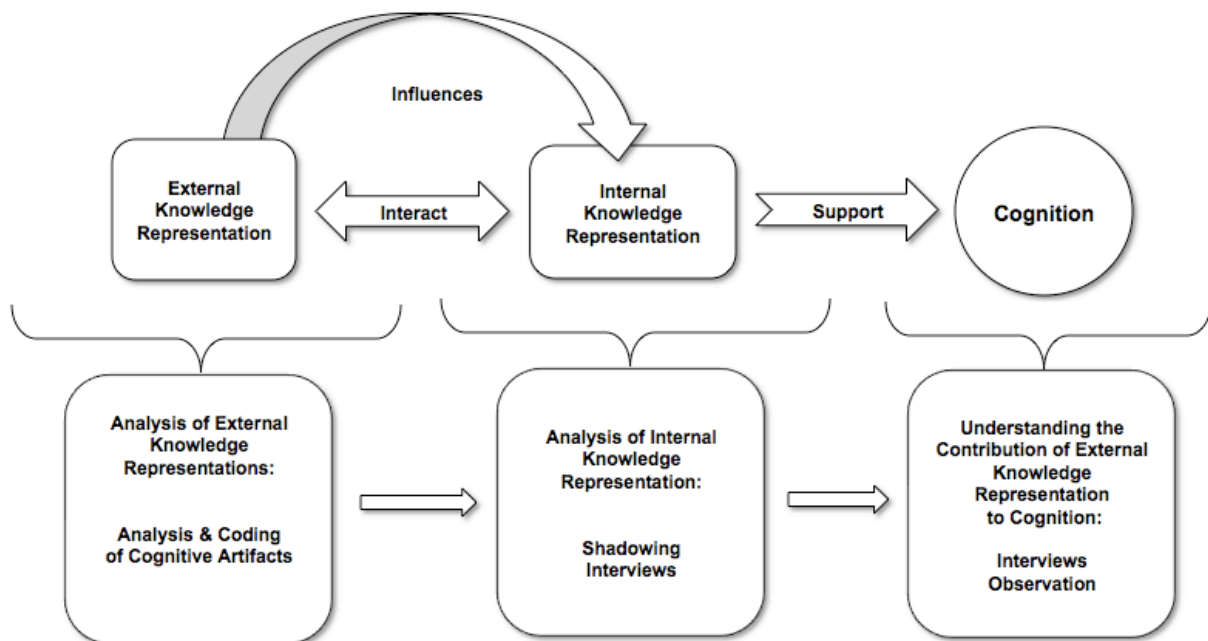 Influences
External
Knowledge
Representation
Interact
Internal
Knowledge
Representation
Support
Cognition
Analysis of External
Knowledge
Representations:
Analysis & Coding
of Cognitive Artifacts
Analysis of Internal
Knowledge
Representation:
Shadowing
Interviews
Understanding the
Contribution of External
Knowledge
Representation
to Cognition:
Interviews
Observation